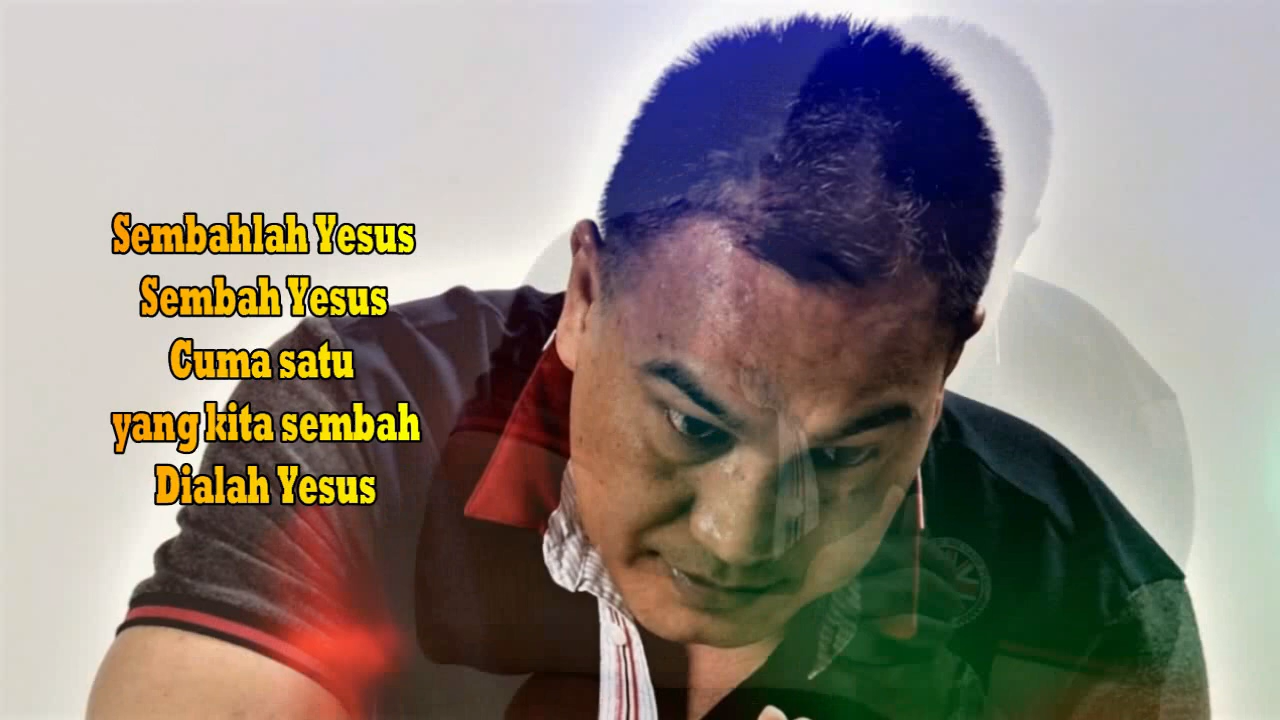 Sembahlah Yesus
Sembah Yesus
Cuma satu
yang kita sembah
Dialah Yesus